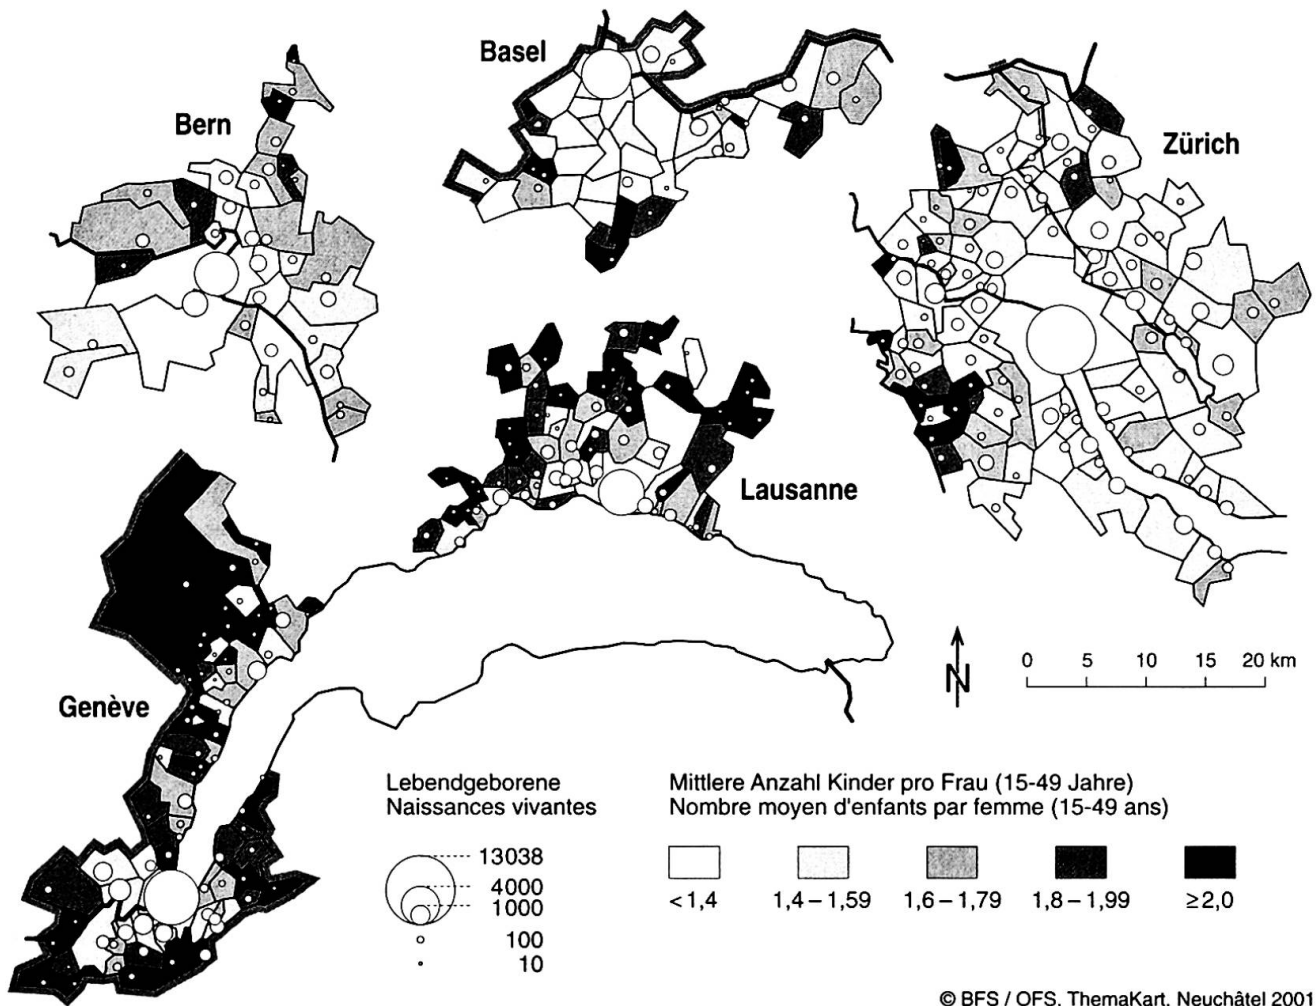 Basel
Bern
Zürich
Lausanne
Genève
N
0 5 10 15 20 km
Lebendgeborene
Naissances vivantes
13038
4000
1000
100
10
Mittlere Anzahl Kinder pro Frau (15-49 Jahre)
Nombre moyen d'enfants par femme (15-49 ans)
< 1,4 1,4 – 1,59 1,6 – 1,79 1,8 – 1,99 ≥ 2,0
© BFS / OFS, ThemaKart, Neuchâtel 2001